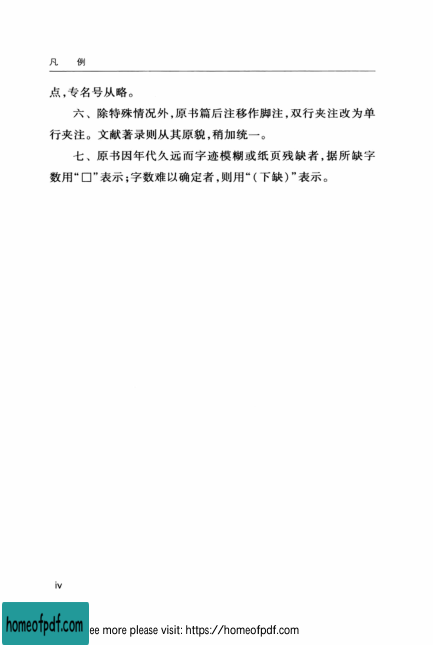 凡 例
点,专名号从略。
六、除特殊情况外,原书篇后注移作脚注,双行夹注改为单
行夹注。文献著录则从其原貌,稍加统一。
七、原书因年代久远而字迹模糊或纸页残缺者,据所缺字
数用“□”表示;字数难以确定者,则用“(下缺)”表示。
iv
homeofpdf.com
ee more please visit: https://homeofpdf.com